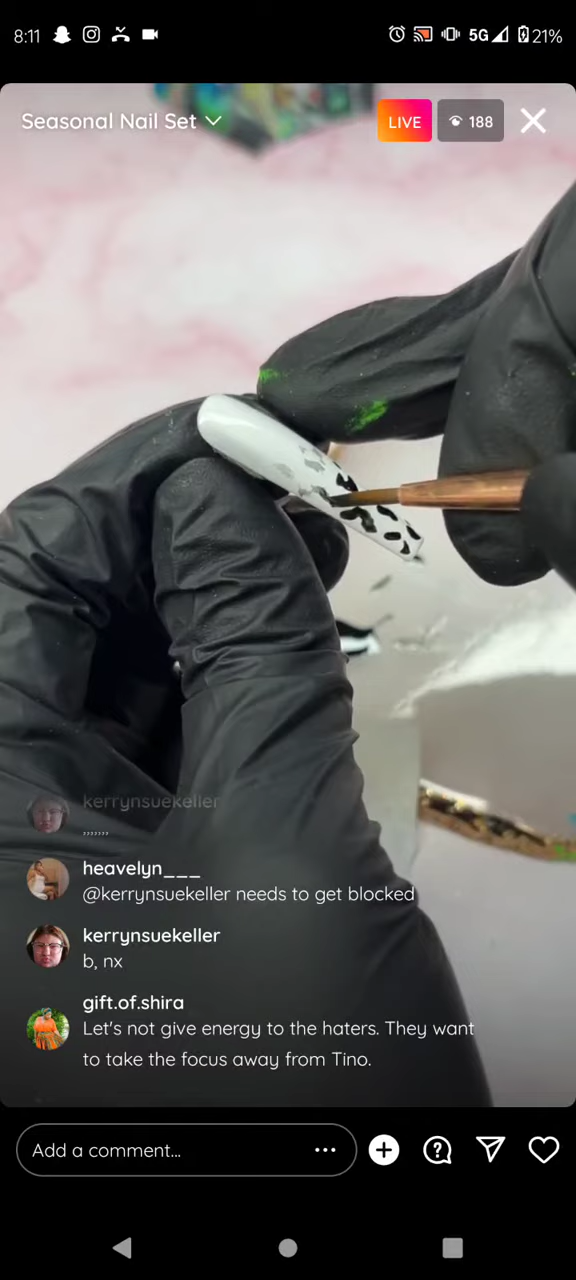 8:11 5G 21%
Seasonal Nail Set LIVE 188
kerrynsuekeller
,,,,,,,
heavelyn___
@kerrynsuekeller needs to get blocked
kerrynsuekeller
b, nx
gift.of.shira
Let's not give energy to the haters. They want
to take the focus away from Tino.
Add a comment...